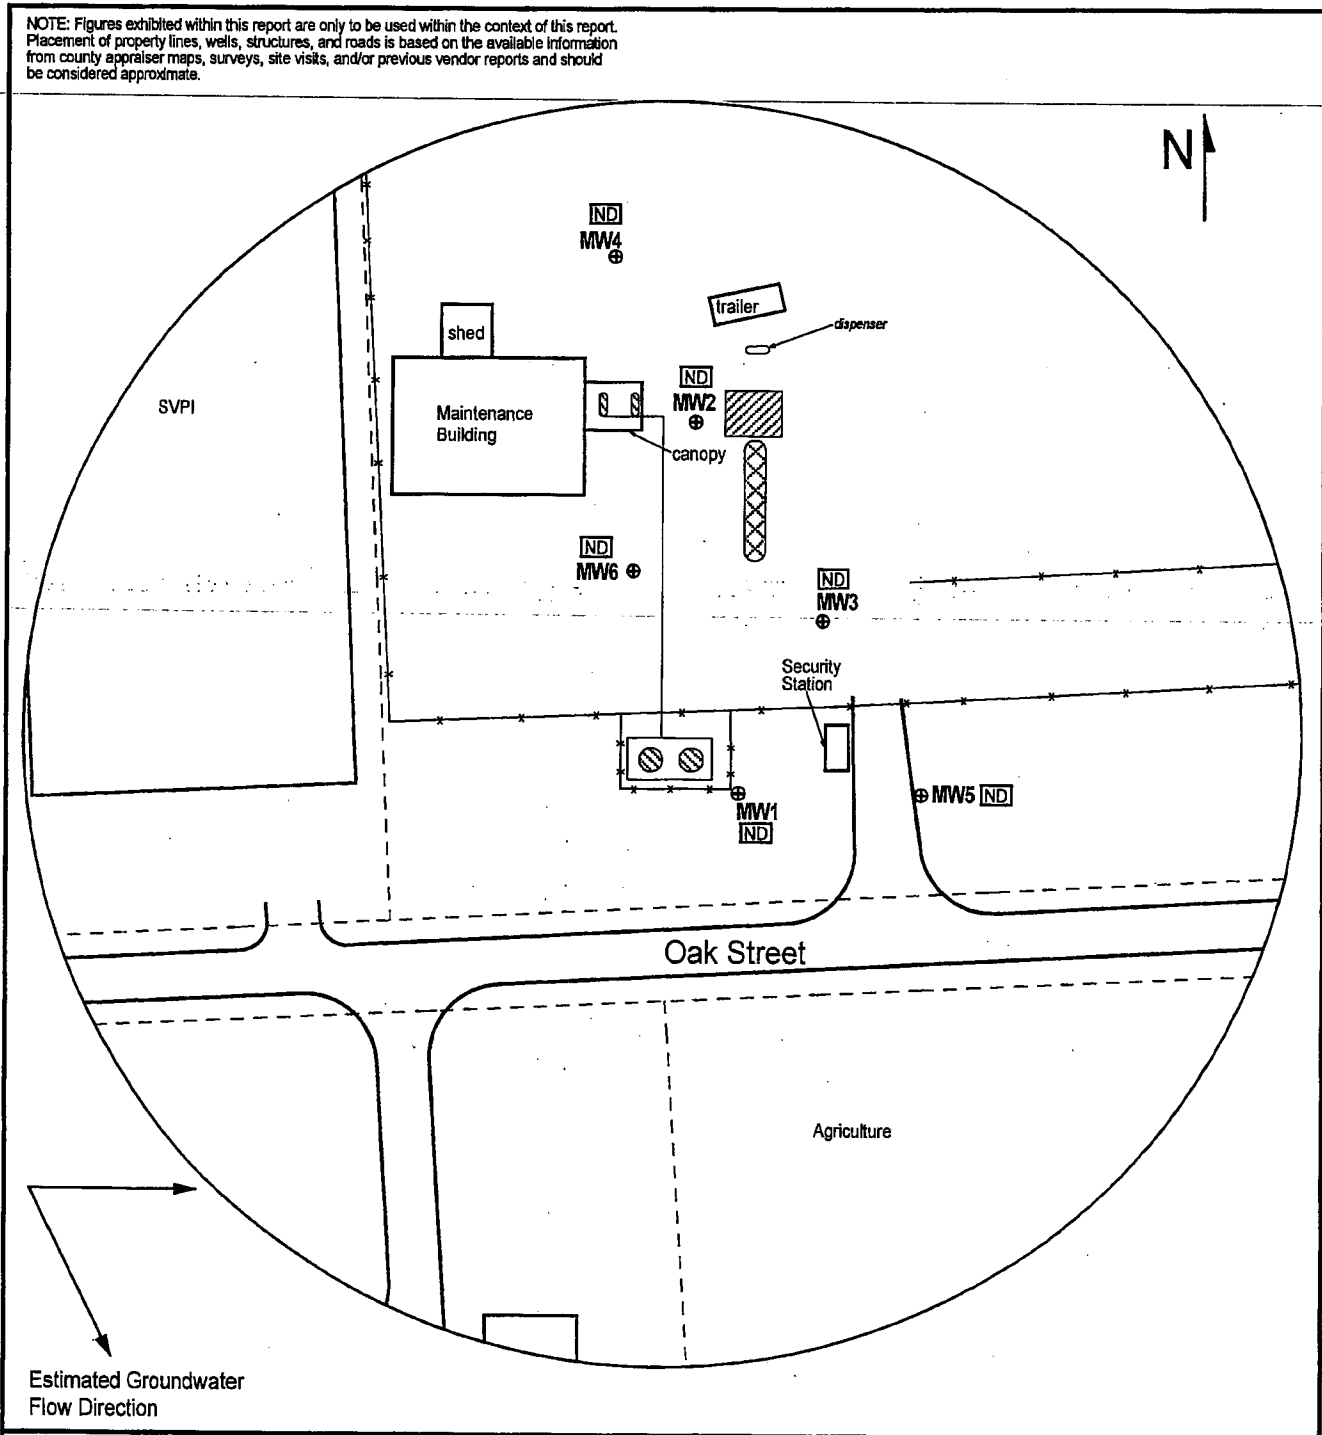 NOTE: Figures exhibited within this report are only to be used within the context of this report.
Placement of property lines, wells, structures, and roads is based on the available information
from county appraiser maps, surveys, site visits, and/or previous vendor reports and should
be considered approximate.
N
ND
MW4
trailer
dispenser
shed
SVPI
ND
MW2
Maintenance
Building
canopy
ND
MW6
ND
MW3
Security
Station
MW5 ND
MW1
ND
Oak Street
Agriculture
Estimated Groundwater
Flow Direction